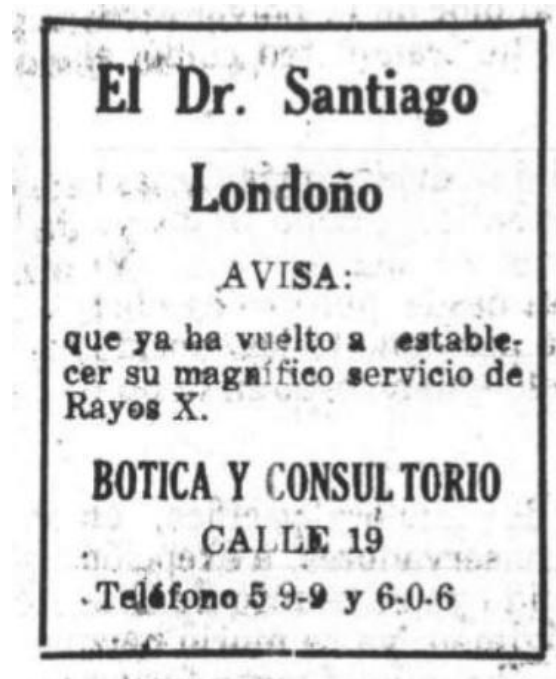 El Dr. Santiago
Londoño
AVISA:
que ya ha vuelto a estable-
cer su magnífico servicio de
Rayos X.
BOTICA Y CONSULTORIO
CALLE 19
Teléfono 5 9-9 y 6-0-6